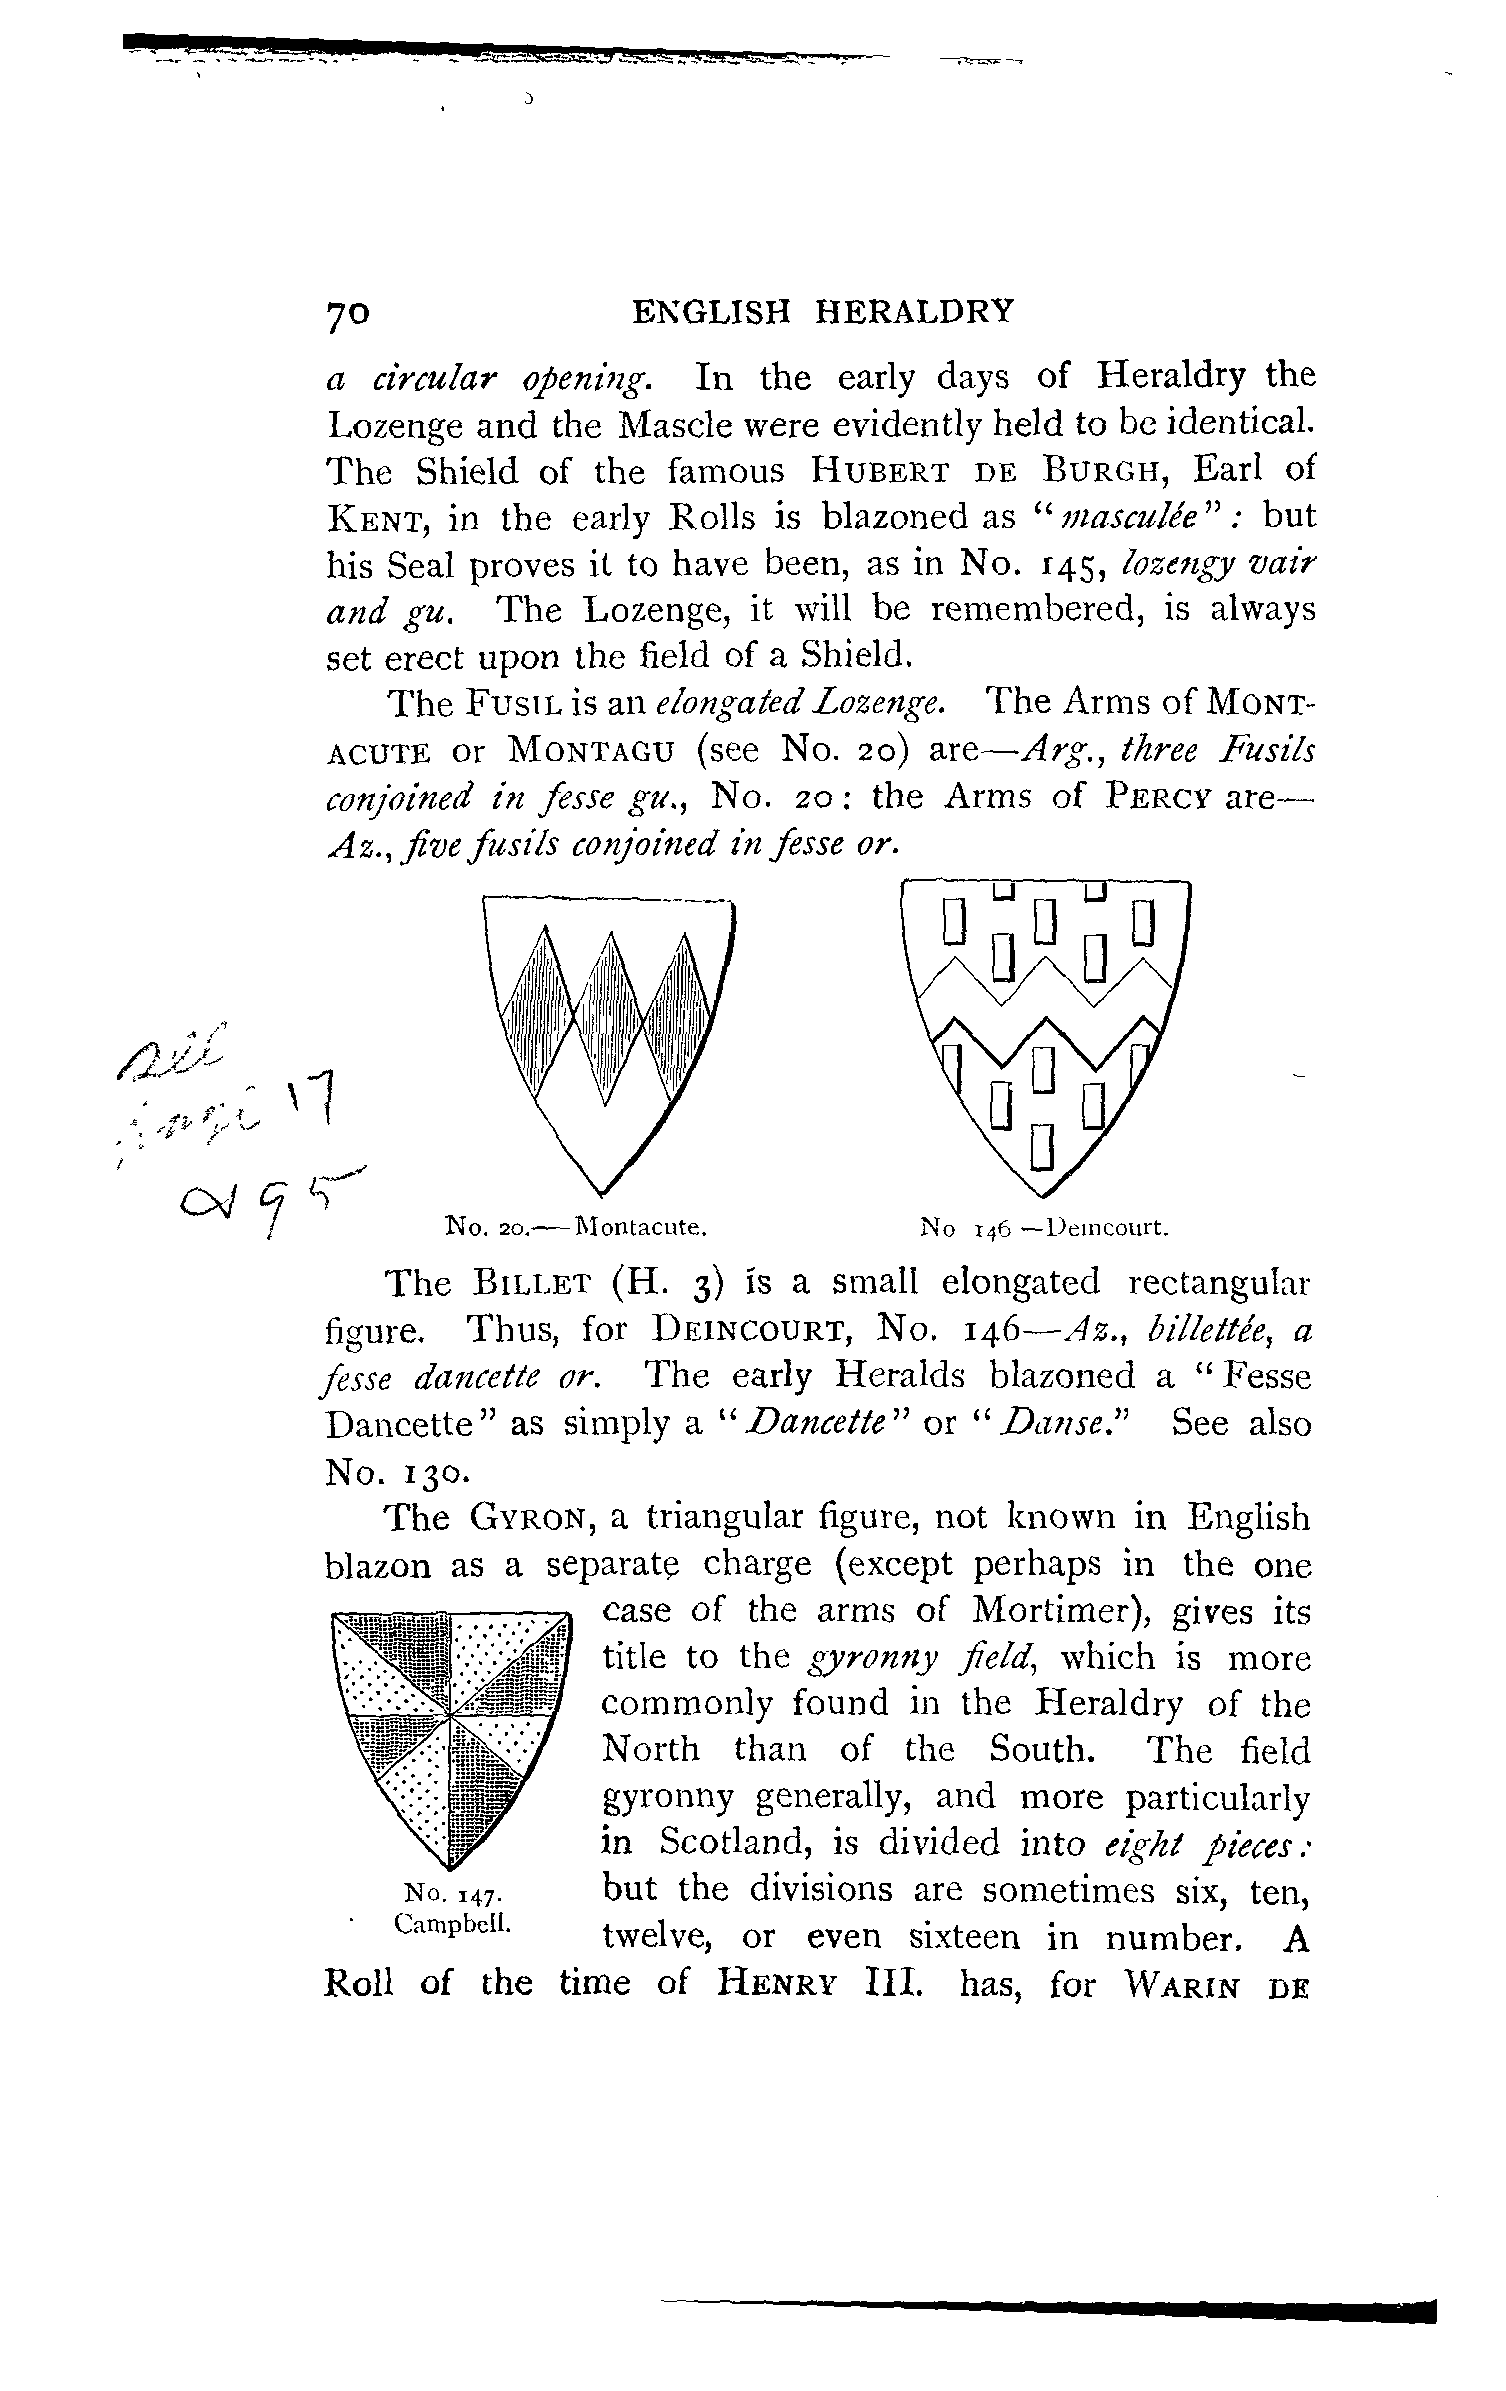 70 ENGLISH HERALDRY
a circular opening. In the early days of Heraldry the
Lozenge and the Mascle were evidently held to be identical.
The Shield of the famous HUBERT DE BURGH, Earl of
KENT, in the early Rolls is blazoned as “masculée” : but
his Seal proves it to have been, as in No. 145, lozengy vair
and gu. The Lozenge, it will be remembered, is always
set erect upon the field of a Shield.
The FUSIL is an elongated Lozenge. The Arms of MONT-
ACUTE or MONTAGU (see No. 20) are—Arg., three Fusils
conjoined in fesse gu., No. 20 : the Arms of PERCY are—
Az., five fusils conjoined in fesse or.
see
page 17
& 95
No. 20.—Montacute.
No 146 —Deincourt.
The BILLET (H. 3) is a small elongated rectangular
figure. Thus, for DEINCOURT, No. 146—Az., billettée, a
fesse dancette or. The early Heralds blazoned a “Fesse
Dancette” as simply a “Dancette” or “Danse.” See also
No. 130.
The GYRON, a triangular figure, not known in English
blazon as a separate charge (except perhaps in the one
case of the arms of Mortimer), gives its
title to the gyronny field, which is more
commonly found in the Heraldry of the
North than of the South. The field
gyronny generally, and more particularly
in Scotland, is divided into eight pieces :
but the divisions are sometimes six, ten,
twelve, or even sixteen in number. A
No. 147.
Campbell.
Roll of the time of HENRY III. has, for WARIN DE